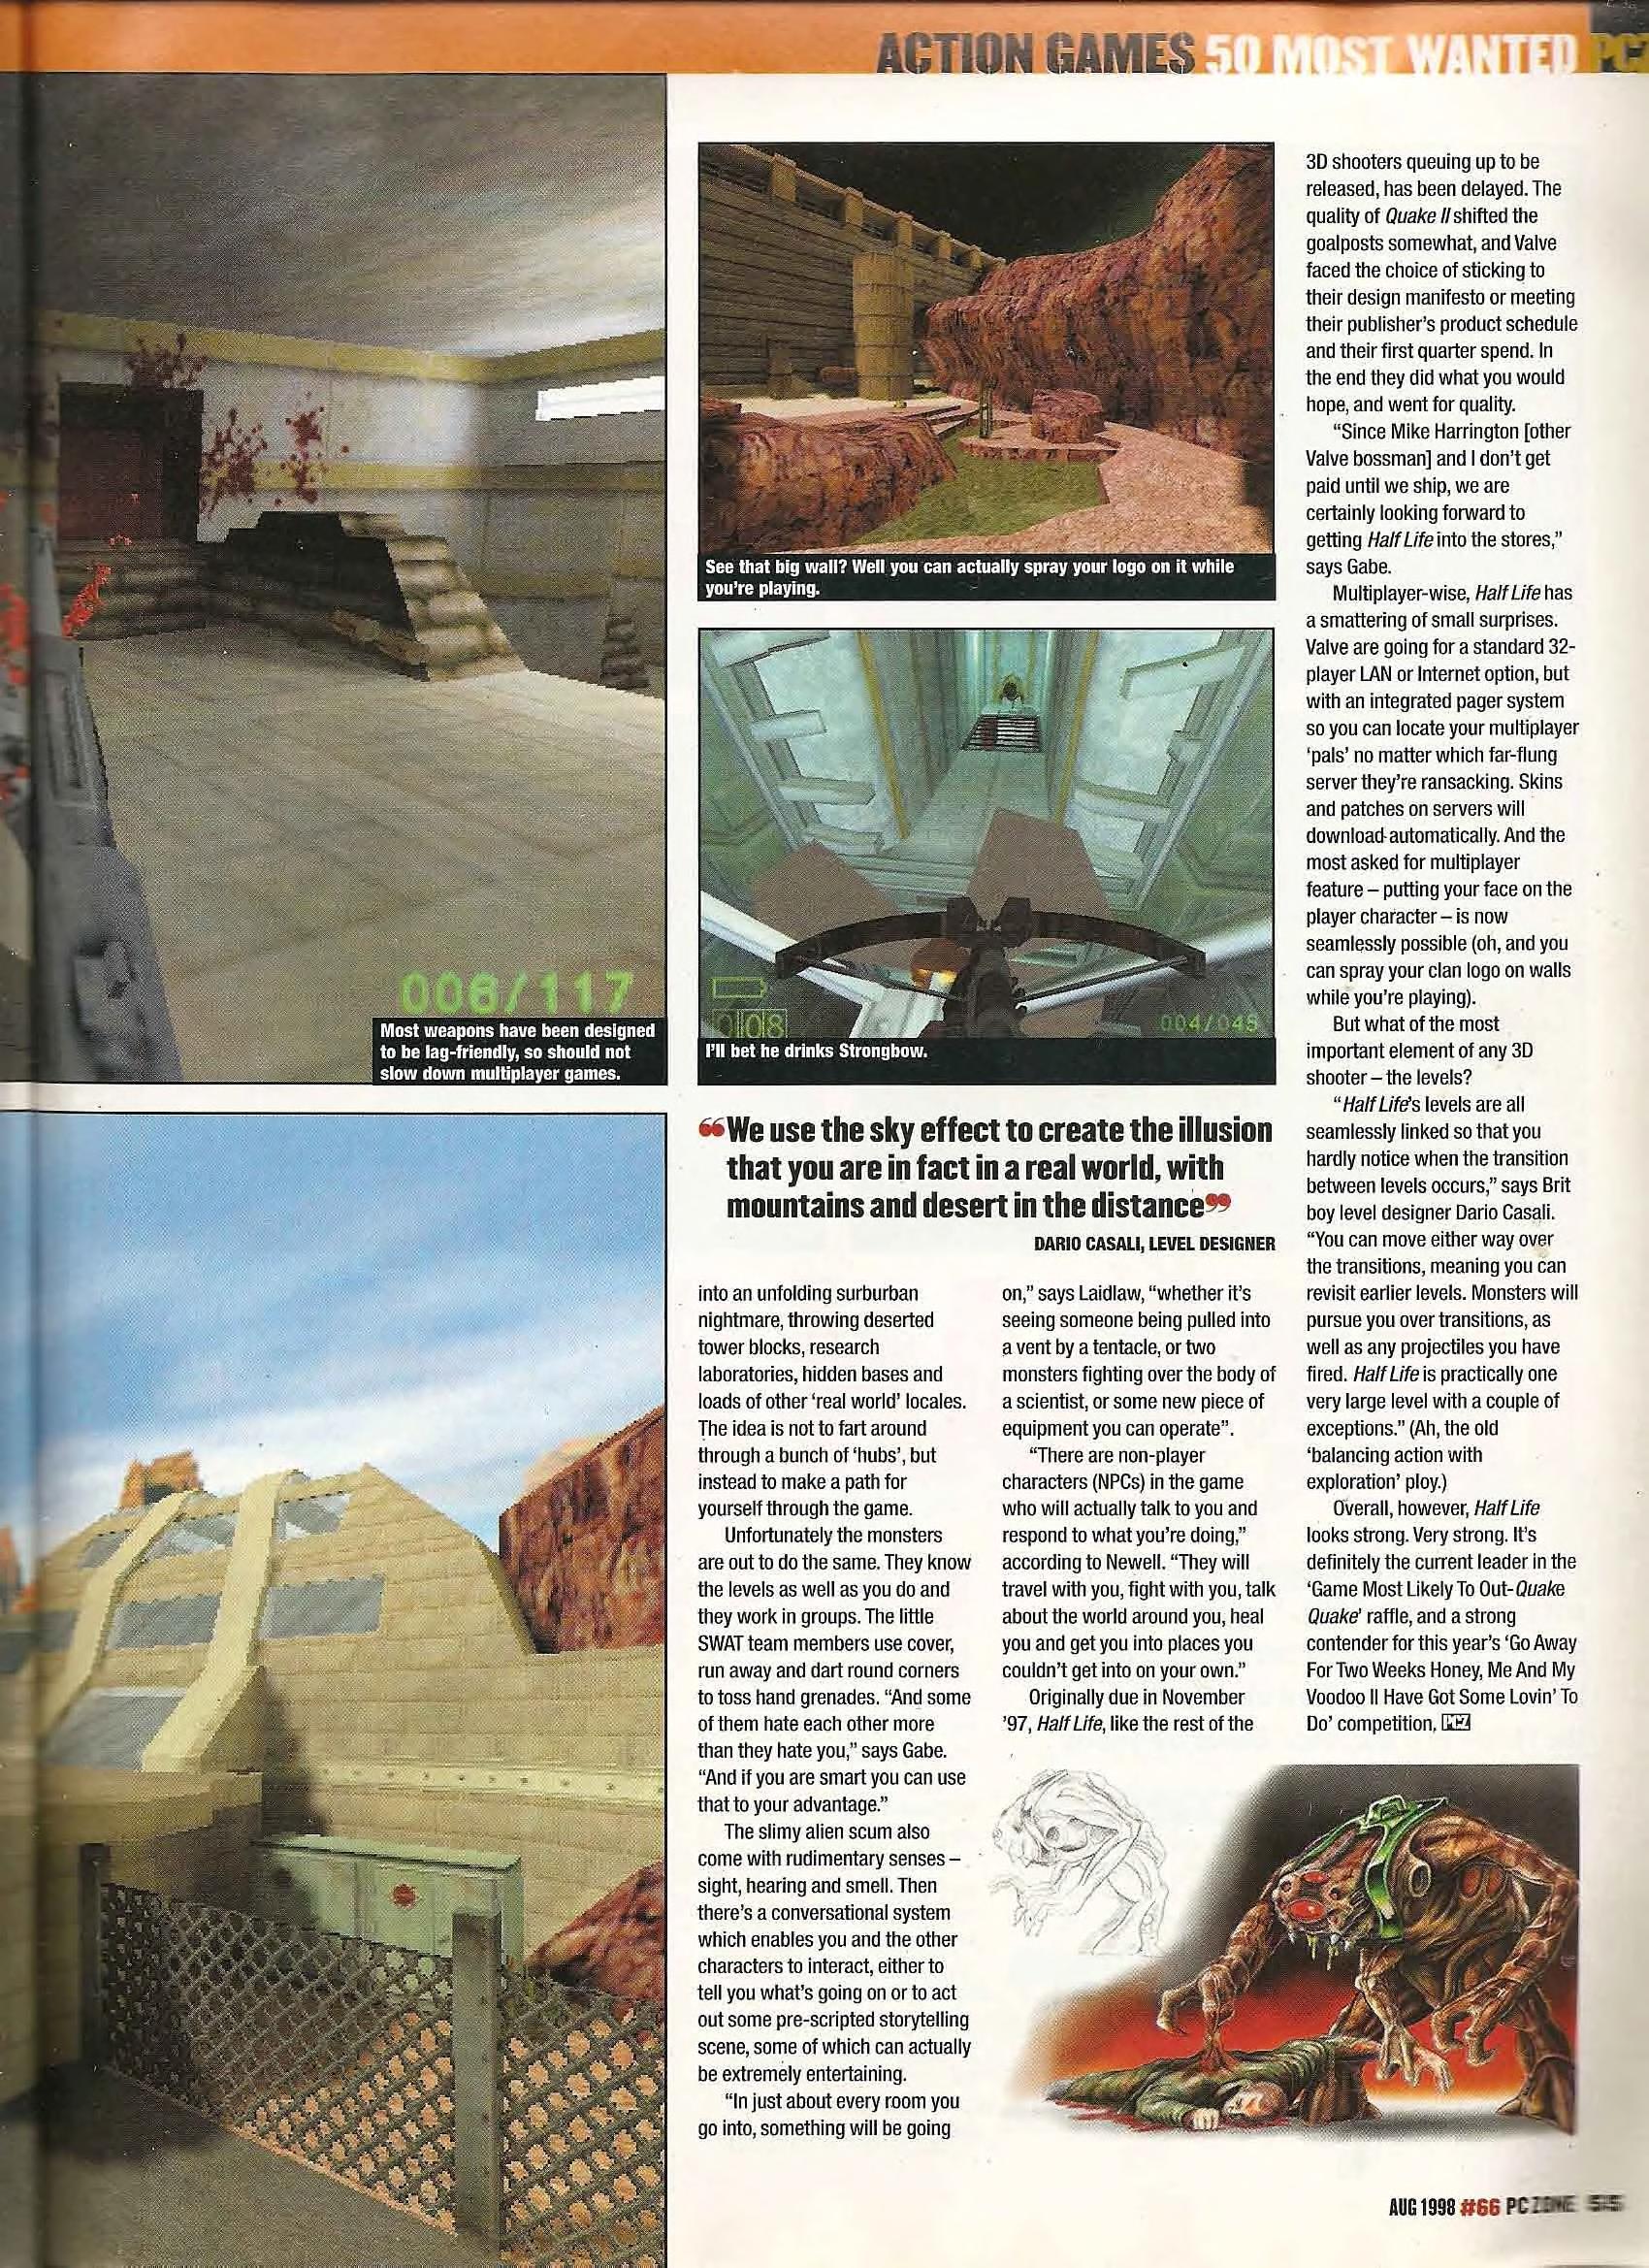 ACTION GAMES 50 MOST WANTED PCZ
008/117
Most weapons have been designed
to be lag-friendly, so should not
slow down multiplayer games.
See that big wall? Well you can actually spray your logo on it while
you're playing.
008
004/045
I'll bet he drinks Strongbow.
“We use the sky effect to create the illusion
that you are in fact in a real world, with
mountains and desert in the distance”
DARIO CASALI, LEVEL DESIGNER
into an unfolding surburban
nightmare, throwing deserted
tower blocks, research
laboratories, hidden bases and
loads of other ‘real world’ locales.
The idea is not to fart around
through a bunch of ‘hubs’, but
instead to make a path for
yourself through the game.
Unfortunately the monsters
are out to do the same. They know
the levels as well as you do and
they work in groups. The little
SWAT team members use cover,
run away and dart round corners
to toss hand grenades. “And some
of them hate each other more
than they hate you,” says Gabe.
“And if you are smart you can use
that to your advantage.”
The slimy alien scum also
come with rudimentary senses –
sight, hearing and smell. Then
there's a conversational system
which enables you and the other
characters to interact, either to
tell you what's going on or to act
out some pre-scripted storytelling
scene, some of which can actually
be extremely entertaining.
“In just about every room you
go into, something will be going
on,” says Laidlaw, “whether it's
seeing someone being pulled into
a vent by a tentacle, or two
monsters fighting over the body of
a scientist, or some new piece of
equipment you can operate”.
“There are non-player
characters (NPCs) in the game
who will actually talk to you and
respond to what you're doing,”
according to Newell. “They will
travel with you, fight with you, talk
about the world around you, heal
you and get you into places you
couldn't get into on your own.”
Originally due in November
’97, Half Life, like the rest of the
3D shooters queuing up to be
released, has been delayed. The
quality of Quake II shifted the
goalposts somewhat, and Valve
faced the choice of sticking to
their design manifesto or meeting
their publisher's product schedule
and their first quarter spend. In
the end they did what you would
hope, and went for quality.
“Since Mike Harrington [other
Valve bossman] and I don't get
paid until we ship, we are
certainly looking forward to
getting Half Life into the stores,”
says Gabe.
Multiplayer-wise, Half Life has
a smattering of small surprises.
Valve are going for a standard 32-
player LAN or Internet option, but
with an integrated pager system
so you can locate your multiplayer
‘pals’ no matter which far-flung
server they're ransacking. Skins
and patches on servers will
download automatically. And the
most asked for multiplayer
feature – putting your face on the
player character – is now
seamlessly possible (oh, and you
can spray your clan logo on walls
while you're playing).
But what of the most
important element of any 3D
shooter – the levels?
“Half Life's levels are all
seamlessly linked so that you
hardly notice when the transition
between levels occurs,” says Brit
boy level designer Dario Casali.
“You can move either way over
the transitions, meaning you can
revisit earlier levels. Monsters will
pursue you over transitions, as
well as any projectiles you have
fired. Half Life is practically one
very large level with a couple of
exceptions.” (Ah, the old
‘balancing action with
exploration’ ploy.)
Overall, however, Half Life
looks strong. Very strong. It's
definitely the current leader in the
‘Game Most Likely To Out-Quake
Quake’ raffle, and a strong
contender for this year's ‘Go Away
For Two Weeks Honey, Me And My
Voodoo II Have Got Some Lovin' To
Do’ competition. PCZ
AUG 1998 #66 PC ZONE 55